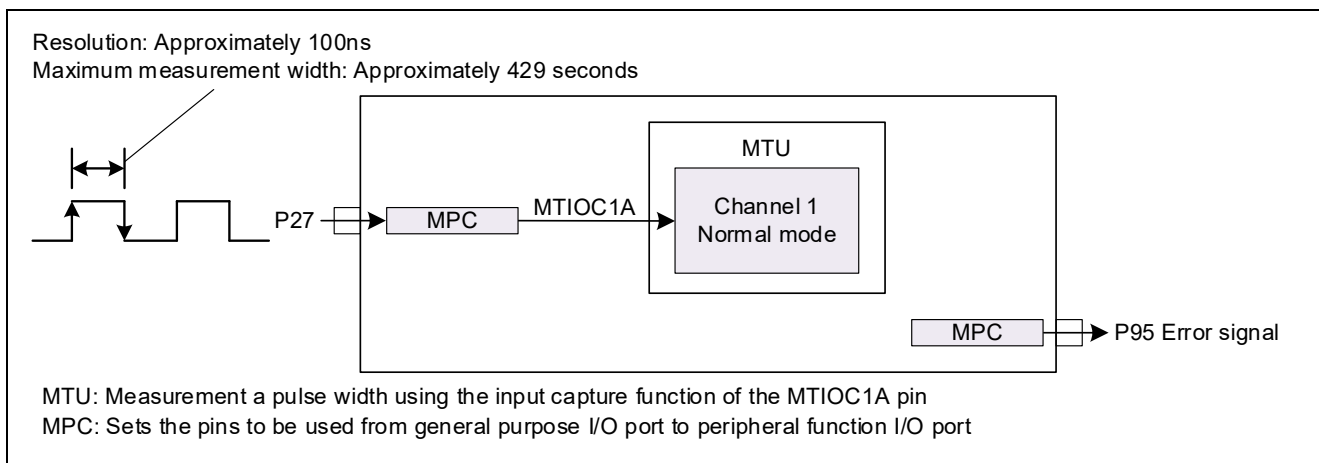 Resolution: Approximately 100ns
Maximum measurement width: Approximately 429 seconds
MTU
P27
MPC
MTIOC1A
Channel 1
Normal mode
MPC
P95 Error signal
MTU: Measurement a pulse width using the input capture function of the MTIOC1A pin
MPC: Sets the pins to be used from general purpose I/O port to peripheral function I/O port